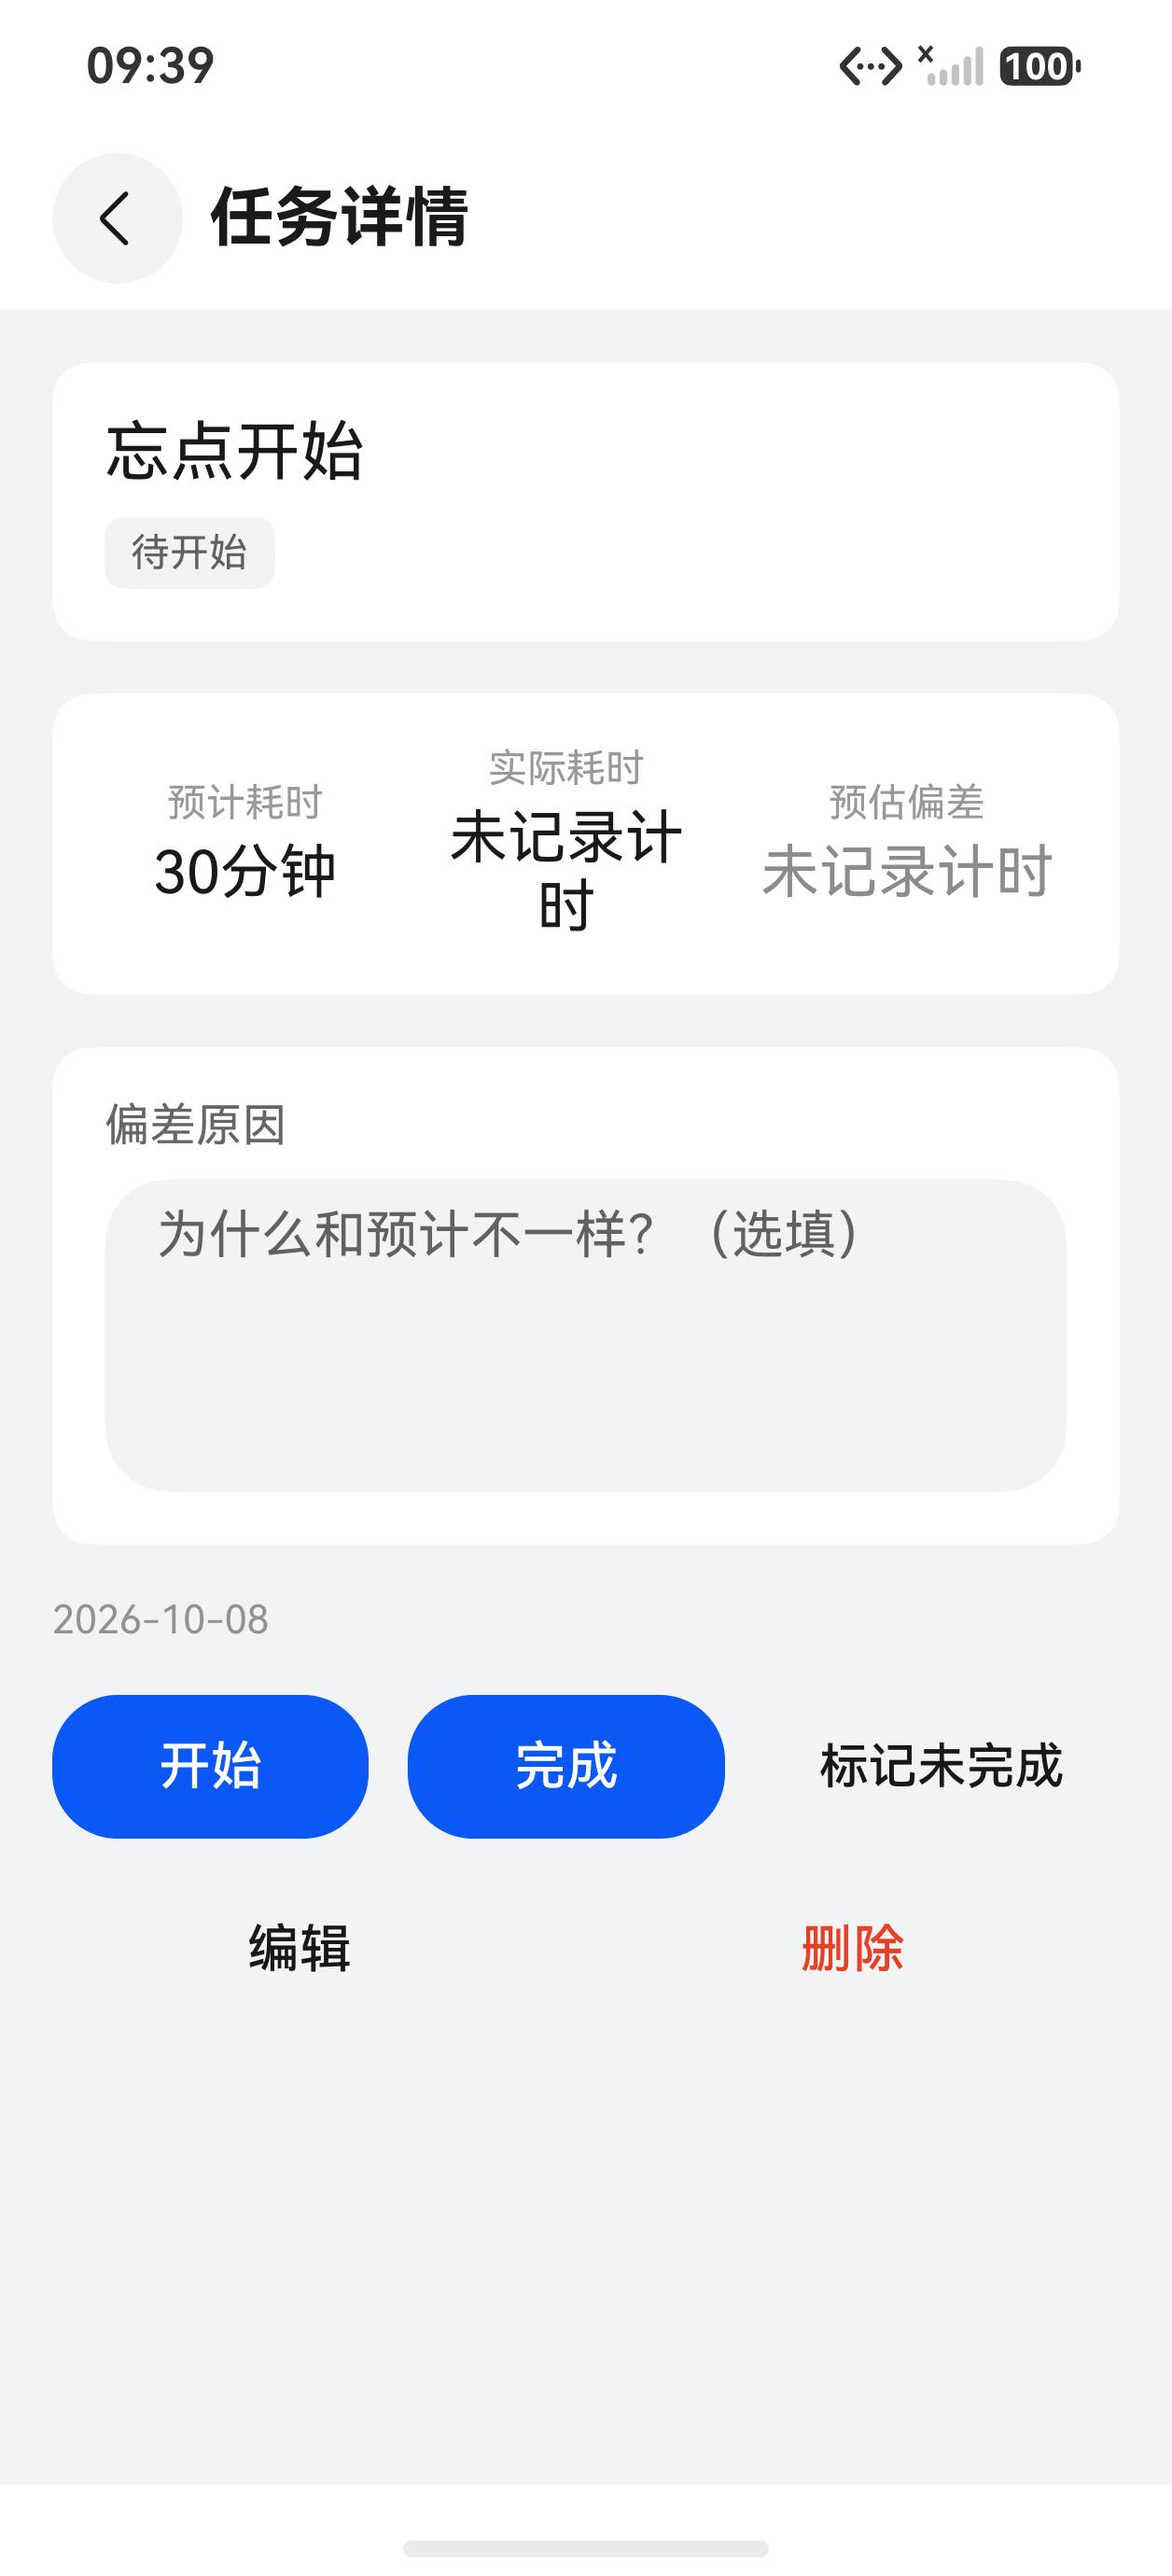 09:39
100
任务详情
忘点开始
待开始
预计耗时
30分钟
实际耗时
未记录计
时
预估偏差
未记录计时
偏差原因
为什么和预计不一样？（选填）
2026-10-08
开始
完成
标记未完成
编辑
删除